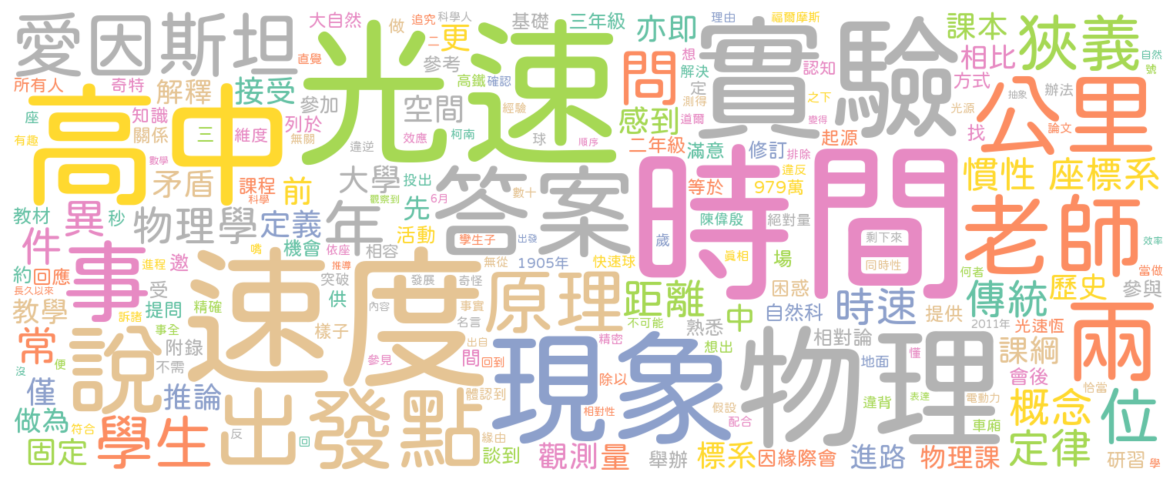 愛因斯坦
大自然
做
追究
科學人
基礎
三年級
亦即
理由
福爾摩斯
課本
狹義
直覺
光速
二
更
參考
想
實驗
認知
相比
自然
號
所有人
奇特
解釋
接受
參加
高鐵
確認
問
解決
定
方式
辦法
高中
空間
經驗
測得
之下
光源
抽象
公里
座
知識
三
維度
列於
效應
柯南
感到
道爾
變得
找
論文
有趣
關係
無關
違逆
球
順序
二年級
滿意
起源
修訂
排除
數學
矛盾
課程
科學
前
大學
投出
觀察到
答案
數十
時間
等於
979萬
違反
慣性
座標系
教材
異
秒
物理學
定義
年
先
6月
活動
學生子
出發
歲
陳偉殷
絕對量
剩下來
老師
件
事
嗨
機會
依座
相容
無從
1905年
快速球
真相
場
同時性
效率
約
回應
進程
邀
推導
發展
奇怪
困惑
何者
當做
長久以來
訴諸
受
突破
供
速度
原理
距離
中
自然科
時速
提供
傳統
歷史
參與
教學
提問
精確
內容
事實
不可能
熟悉
相對論
2011年
光速恆
兩
常
事全
附錄
樣子
名言
現象
精密
想出
物理
課綱
說
不需
出目
參見
間
回到
地面
懂
會後
沒
便
僅
推論
出
發點
體認到
除以
違背
電動力
恰當
概念
位
做為
符合
學生
反
回
緣由
相對性
假設
表達
車廂
定律
固定
談到
觀測
量
配合
舉辦
標系
因緣際會
進路
物理課
研習
學